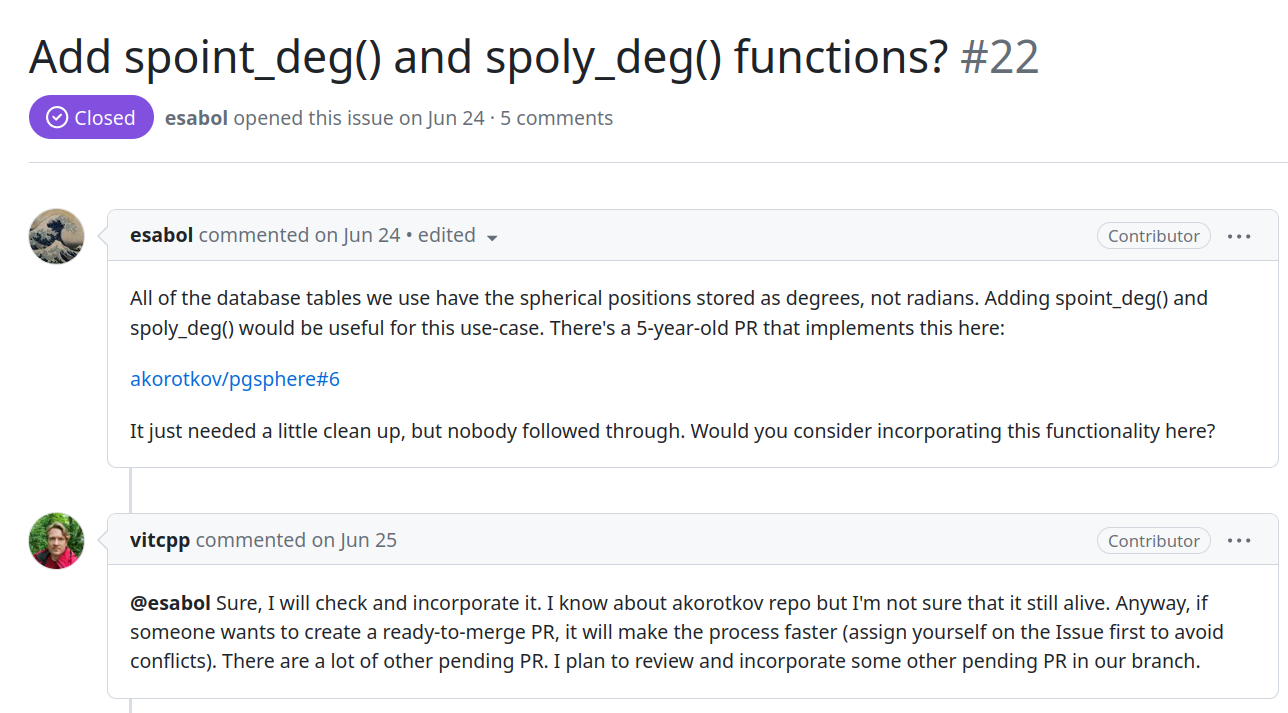 Add spoint_deg() and spoly_deg() functions? #22
Closed esabol opened this issue on Jun 24 · 5 comments
esabol commented on Jun 24 • edited Contributor
All of the database tables we use have the spherical positions stored as degrees, not radians. Adding spoint_deg() and
spoly_deg() would be useful for this use-case. There's a 5-year-old PR that implements this here:
akorotkov/pgsphere#6
It just needed a little clean up, but nobody followed through. Would you consider incorporating this functionality here?
vitcpp commented on Jun 25 Contributor
@esabol Sure, I will check and incorporate it. I know about akorotkov repo but I'm not sure that it still alive. Anyway, if
someone wants to create a ready-to-merge PR, it will make the process faster (assign yourself on the Issue first to avoid
conflicts). There are a lot of other pending PR. I plan to review and incorporate some other pending PR in our branch.